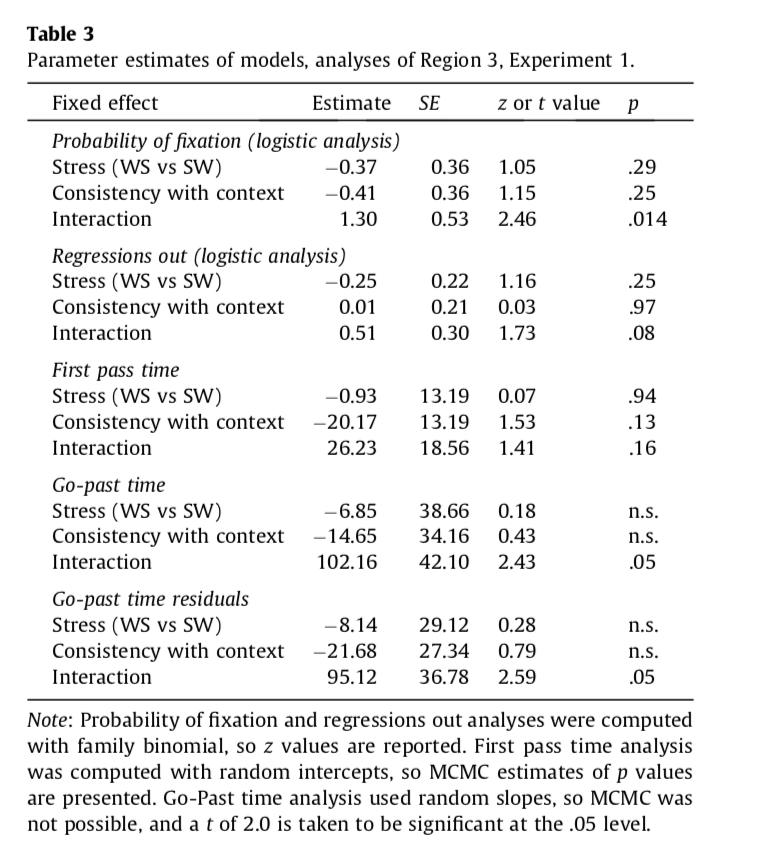 Table 3
Parameter estimates of models, analyses of Region 3, Experiment 1.
Fixed effect Estimate SE z or t value p
Probability of fixation (logistic analysis)
Stress (WS vs SW) −0.37 0.36 1.05 .29
Consistency with context −0.41 0.36 1.15 .25
Interaction 1.30 0.53 2.46 .014
Regressions out (logistic analysis)
Stress (WS vs SW) −0.25 0.22 1.16 .25
Consistency with context 0.01 0.21 0.03 .97
Interaction 0.51 0.30 1.73 .08
First pass time
Stress (WS vs SW) −0.93 13.19 0.07 .94
Consistency with context −20.17 13.19 1.53 .13
Interaction 26.23 18.56 1.41 .16
Go-past time
Stress (WS vs SW) −6.85 38.66 0.18 n.s.
Consistency with context −14.65 34.16 0.43 n.s.
Interaction 102.16 42.10 2.43 .05
Go-past time residuals
Stress (WS vs SW) −8.14 29.12 0.28 n.s.
Consistency with context −21.68 27.34 0.79 n.s.
Interaction 95.12 36.78 2.59 .05
Note: Probability of fixation and regressions out analyses were computed
with family binomial, so z values are reported. First pass time analysis
was computed with random intercepts, so MCMC estimates of p values
are presented. Go-Past time analysis used random slopes, so MCMC was
not possible, and a t of 2.0 is taken to be significant at the .05 level.